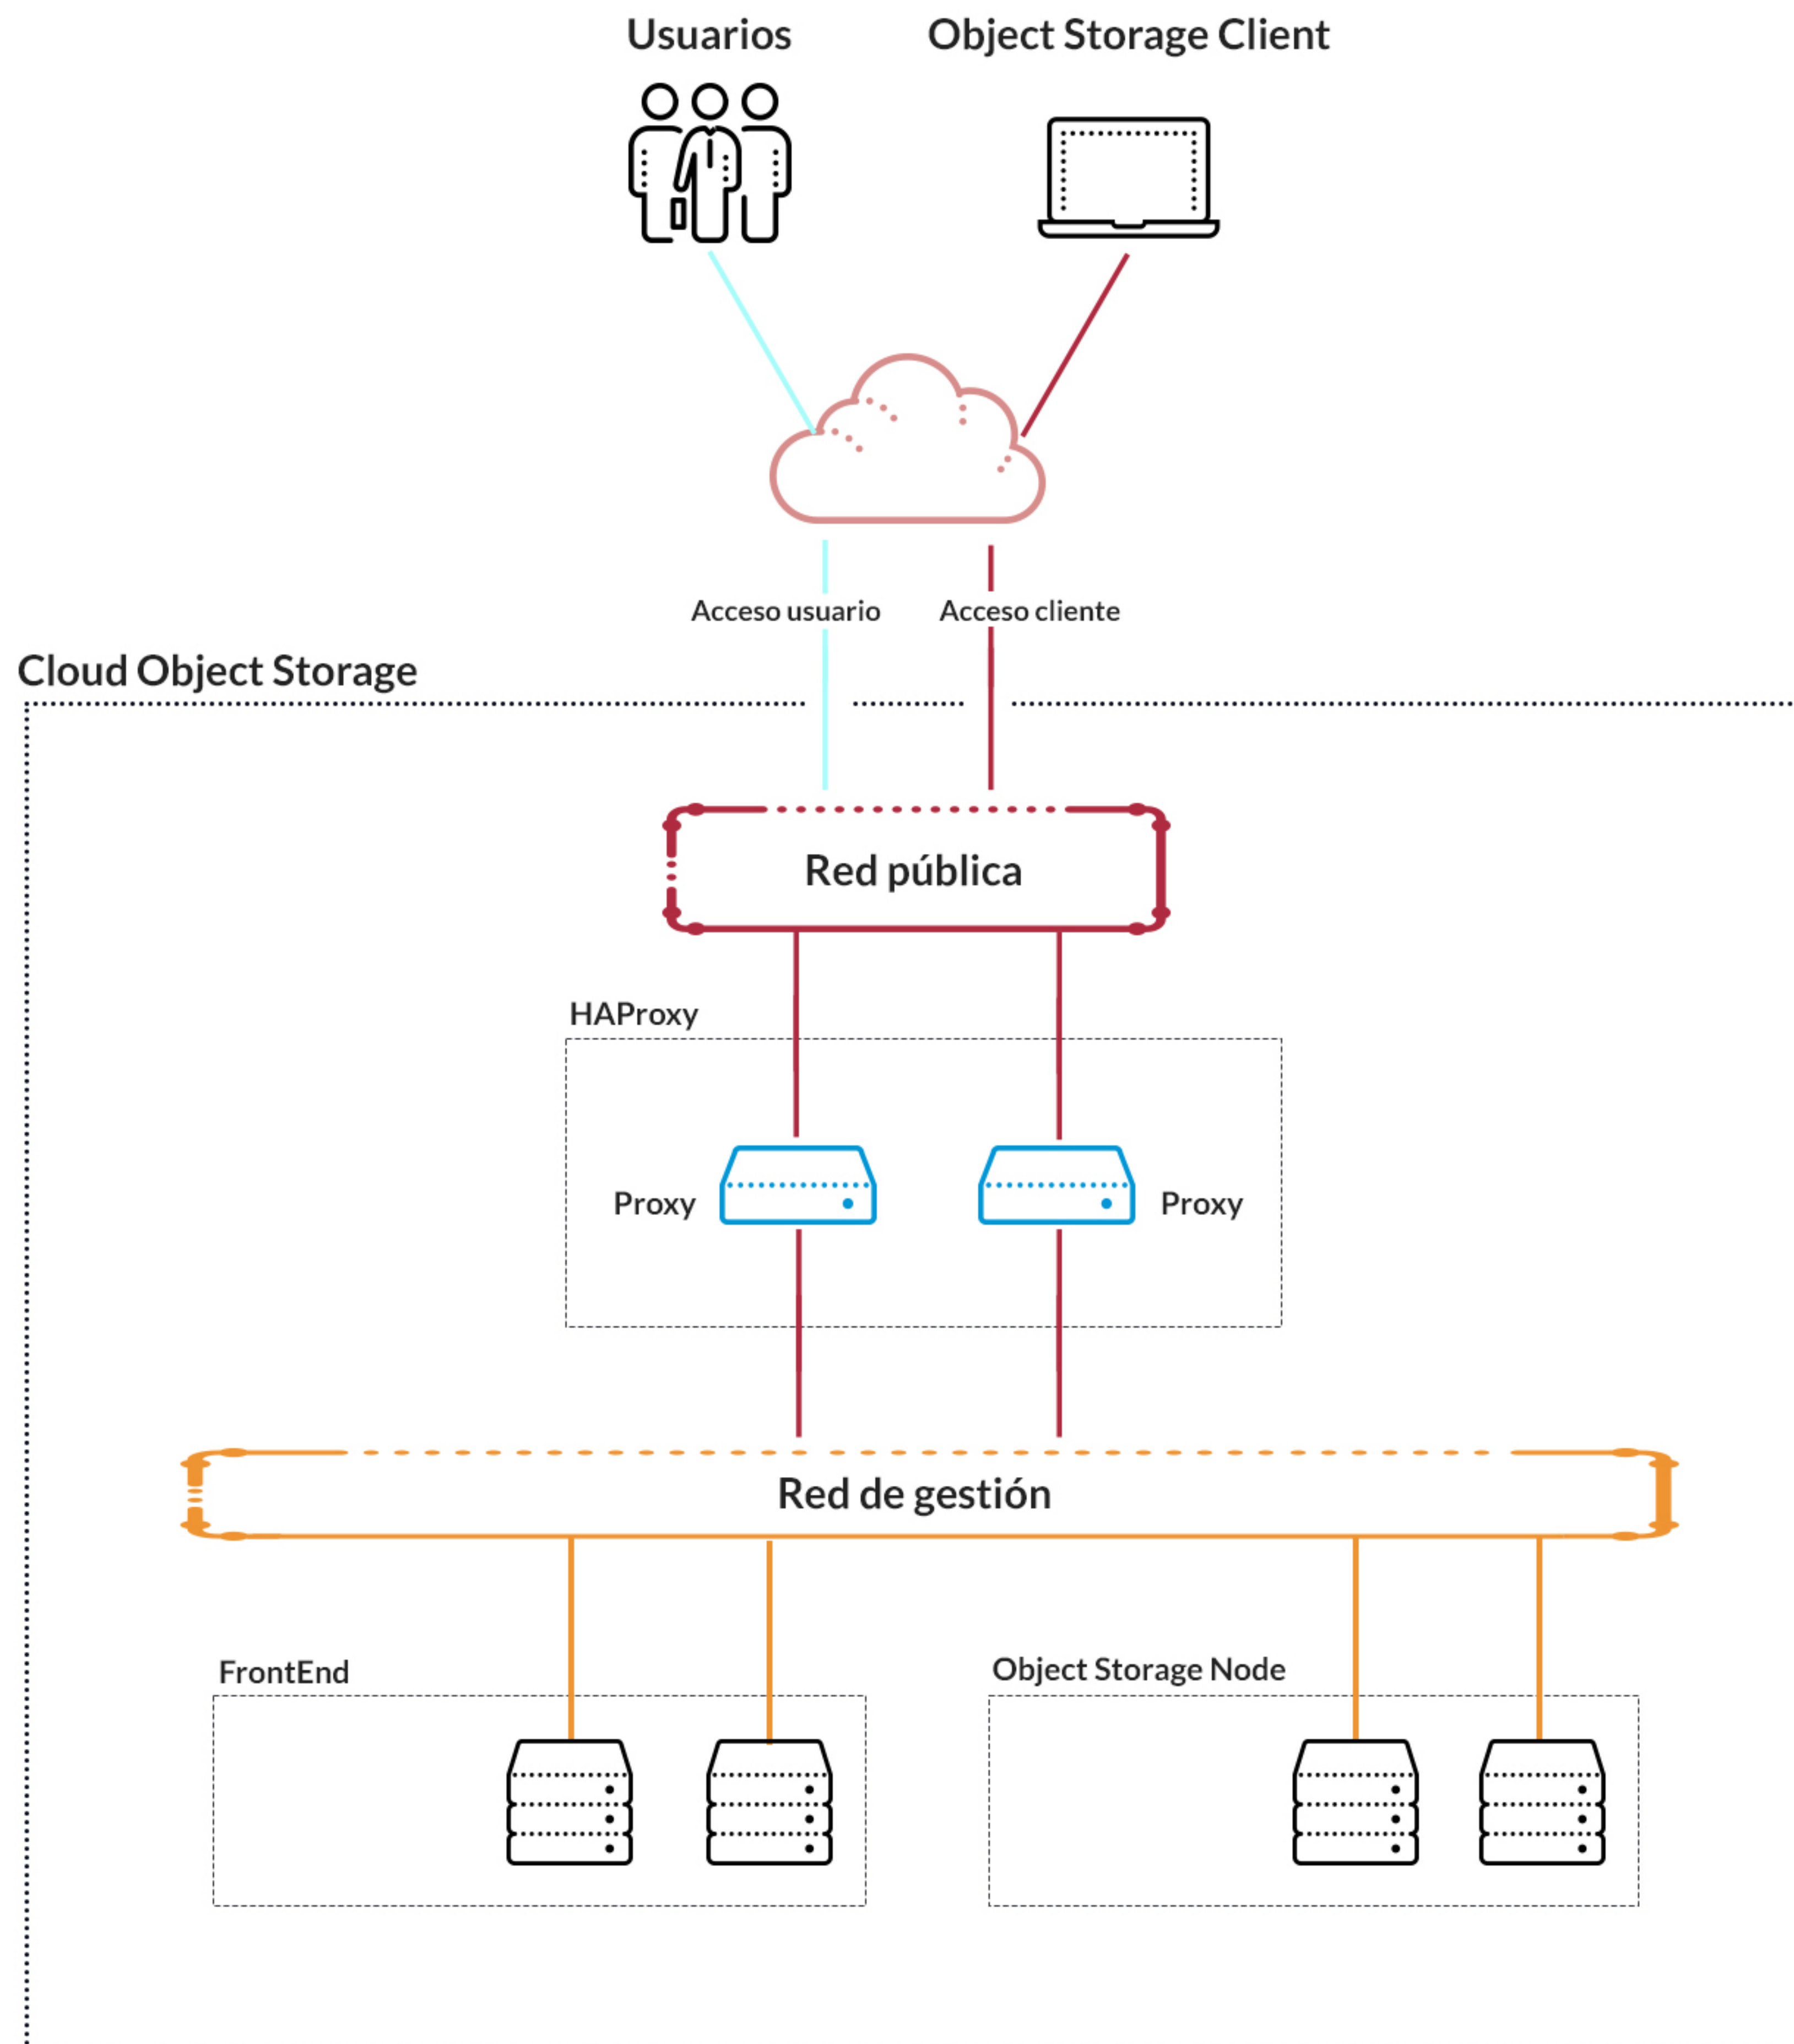 Usuarios
Object Storage Client
Acceso usuario
Acceso cliente
Cloud Object Storage
Red pública
HAProxy
Proxy
Proxy
Red de gestión
FrontEnd
Object Storage Node